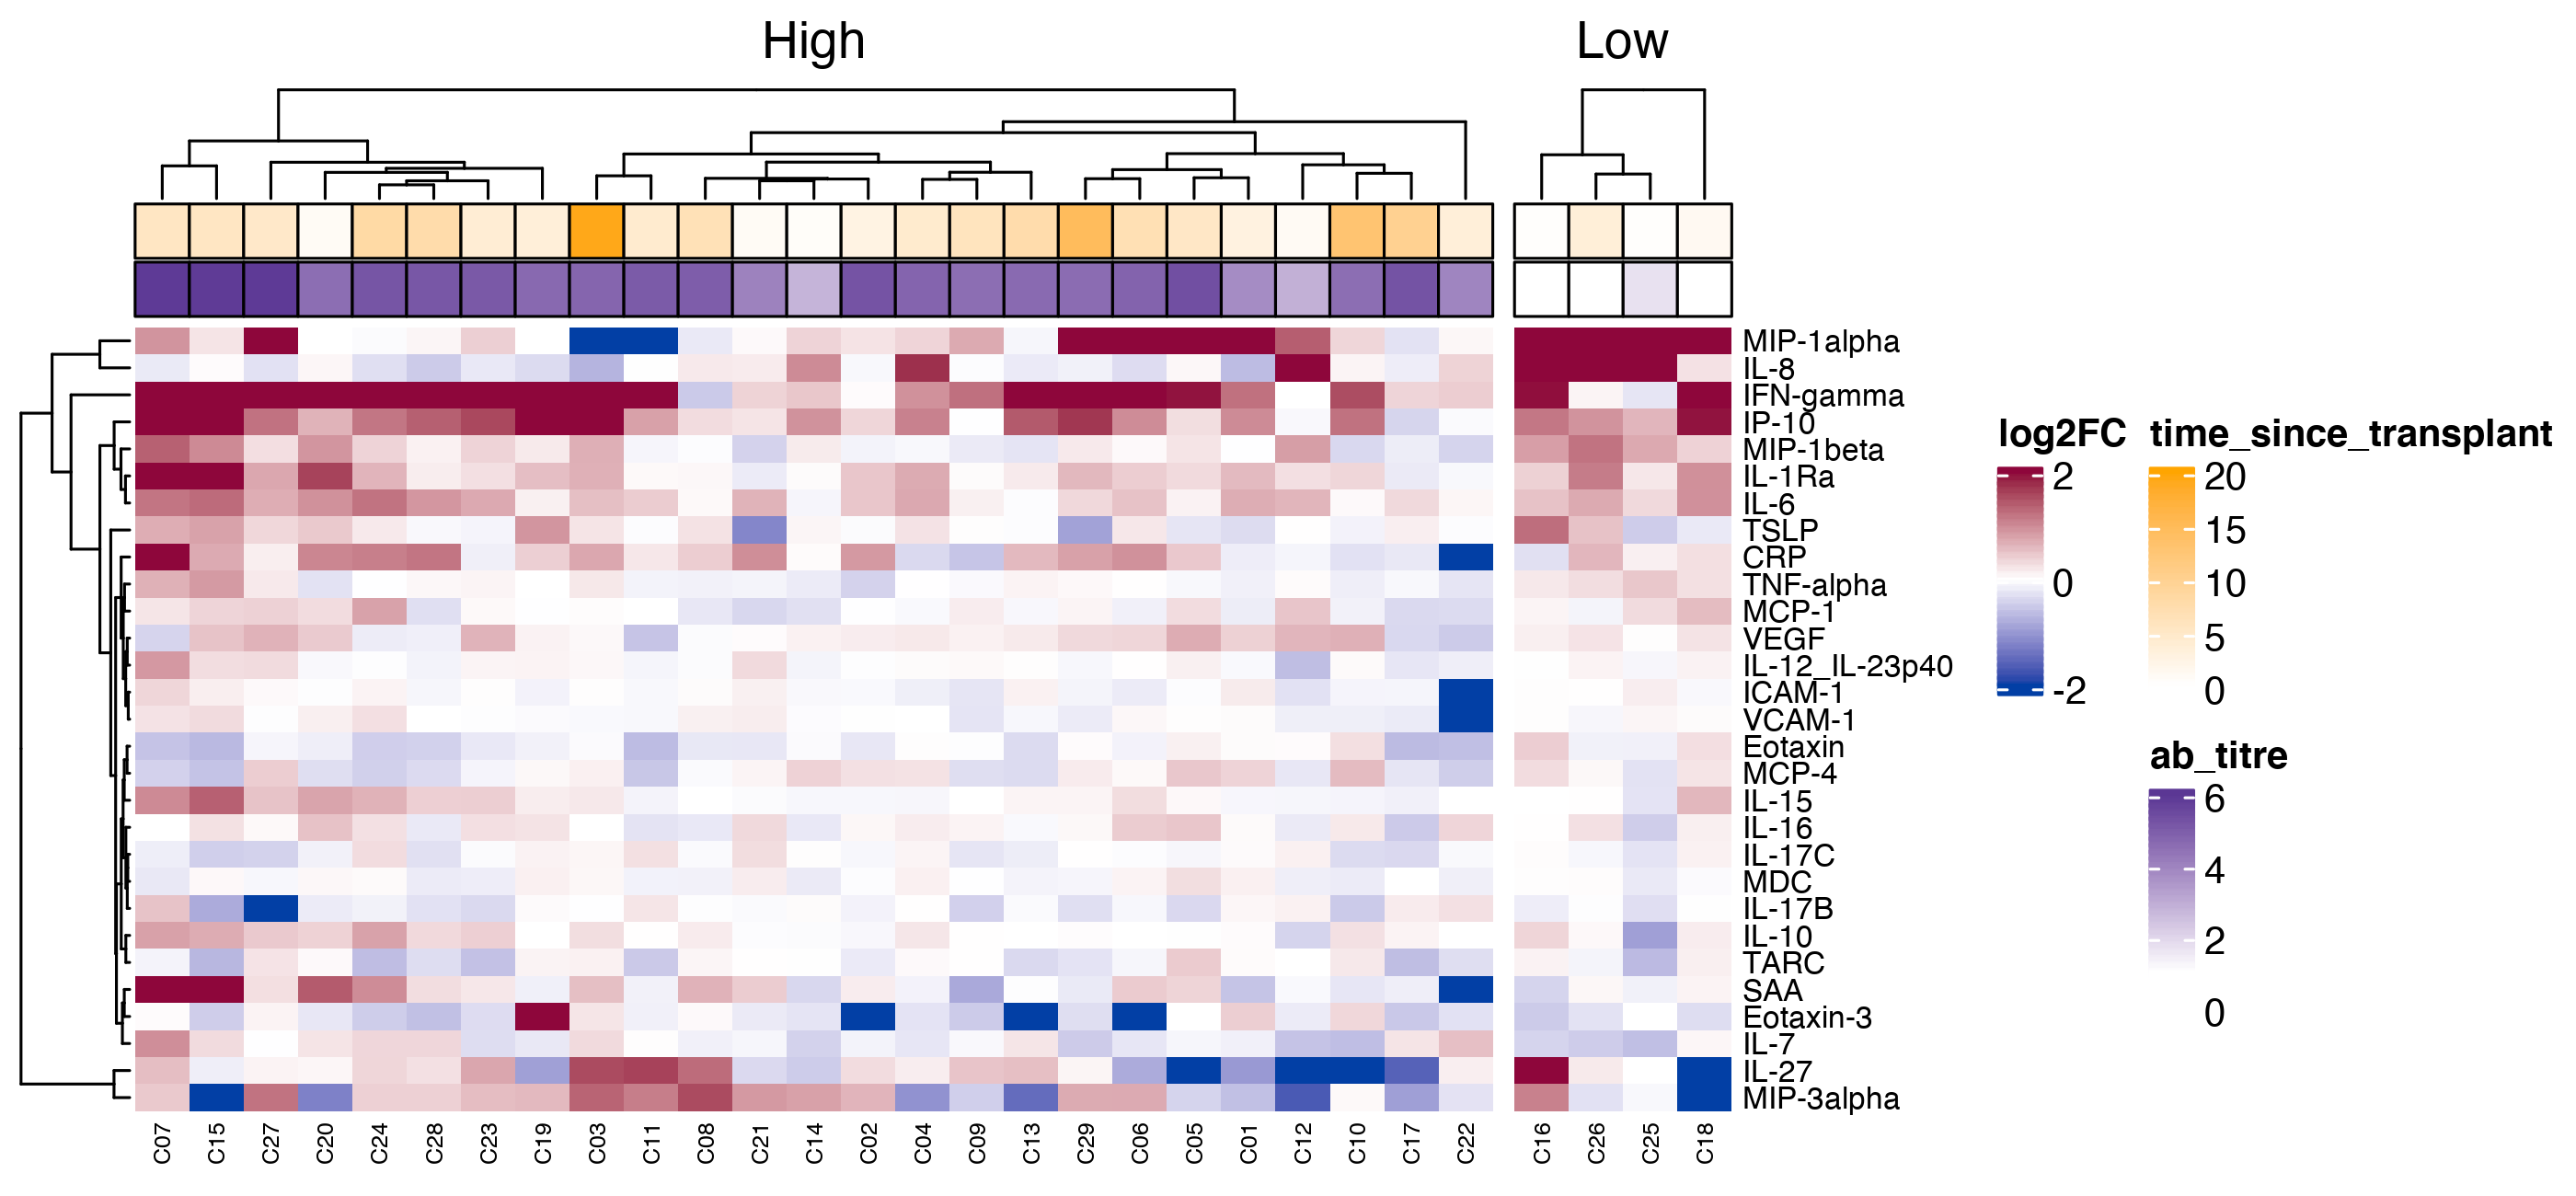 High Low
MIP-1alpha
IL-8
IFN-gamma
IP-10
MIP-1beta
IL-1Ra
IL-6
TSLP
CRP
TNF-alpha
MCP-1
VEGF
IL-12_IL-23p40
ICAM-1
VCAM-1
Eotaxin
MCP-4
IL-15
IL-16
IL-17C
MDC
IL-17B
IL-10
TARC
SAA
Eotaxin-3
IL-7
IL-27
MIP-3alpha
C07 C15 C27 C20 C24 C28 C23 C19 C03 C11 C08 C21 C14 C02 C04 C09 C13 C29 C06 C05 C01 C12 C10 C17 C22 C16 C26 C25 C18
log2FC
2
0
-2
time_since_transplant
20
15
10
5
0
ab_titre
6
4
2
0